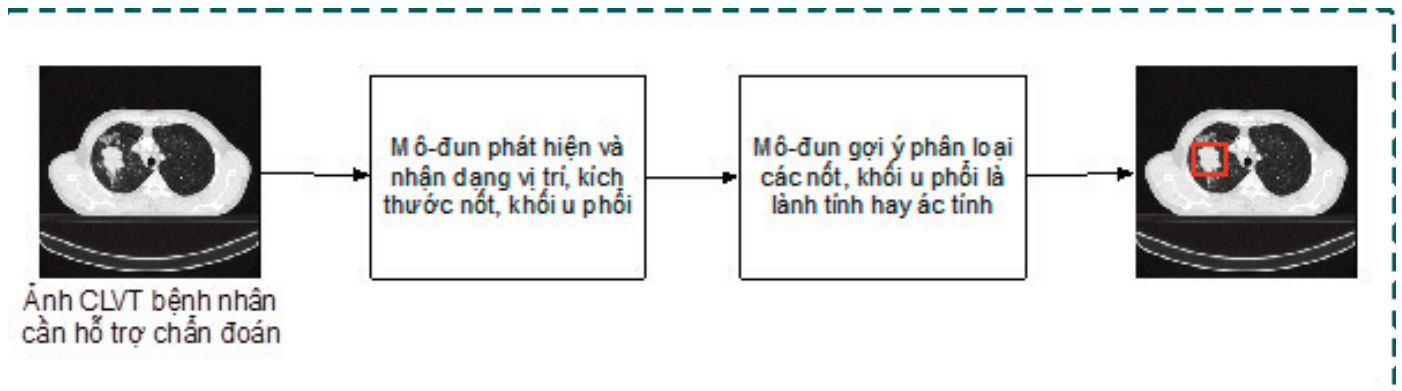 Mô-đun phát hiện và
nhận dạng vị trí, kích
thước nốt, khối u phổi
Mô-đun gợi ý phân loại
các nốt, khối u phổi là
lành tính hay ác tính
Ảnh CLVT bệnh nhân
cần hỗ trợ chẩn đoán